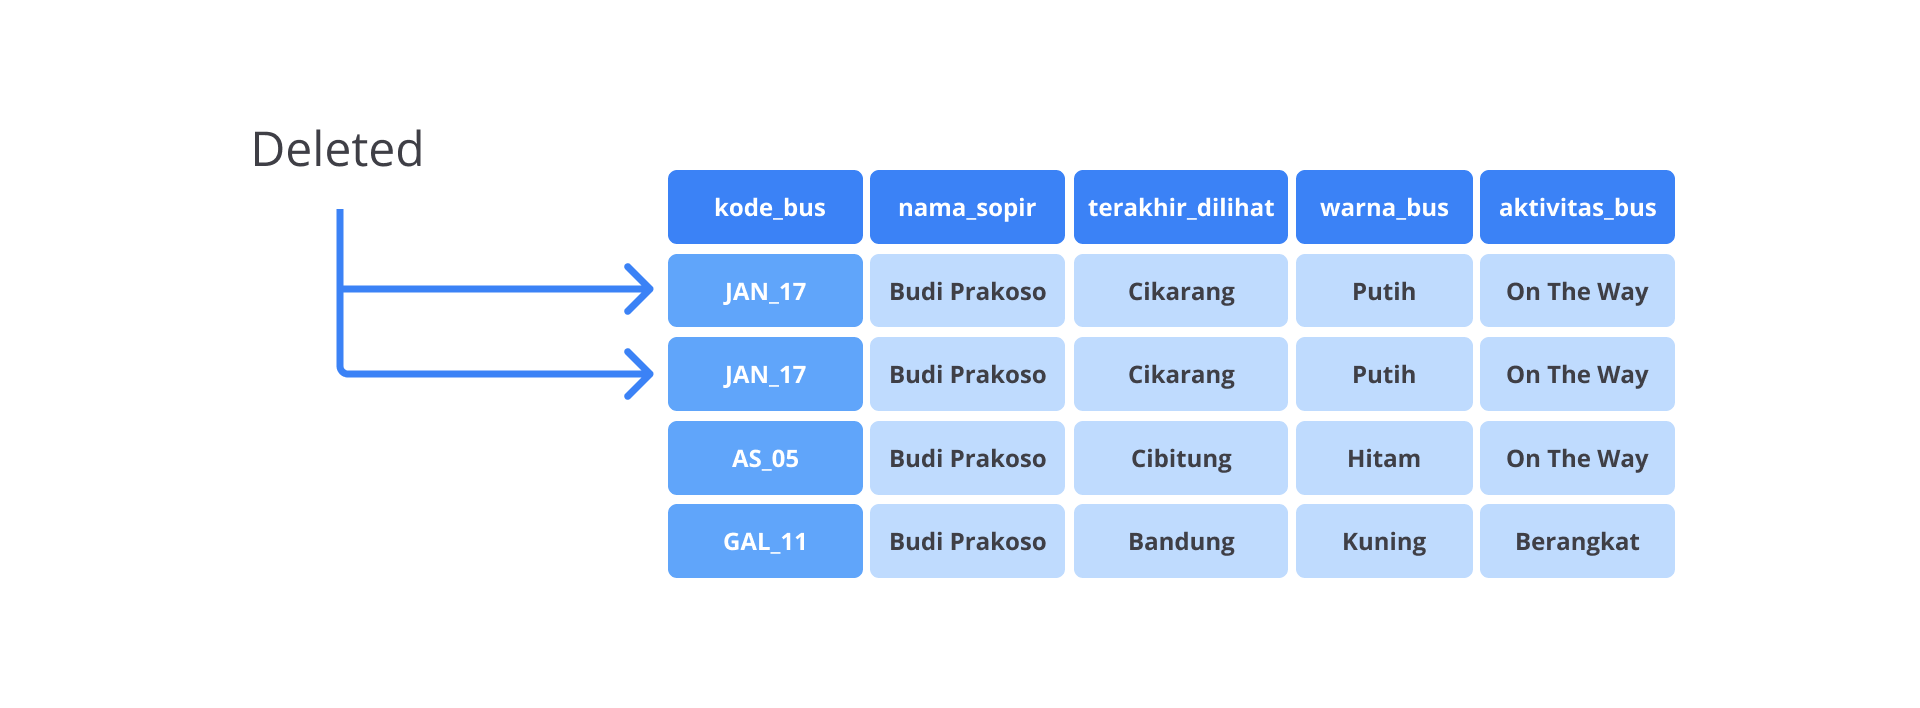 Deleted
kode_bus nama_sopir terakhir_dilihat warna_bus aktivitas_bus
JAN_17 Budi Prakoso Cikarang Putih On The Way
JAN_17 Budi Prakoso Cikarang Putih On The Way
AS_05 Budi Prakoso Cibitung Hitam On The Way
GAL_11 Budi Prakoso Bandung Kuning Berangkat